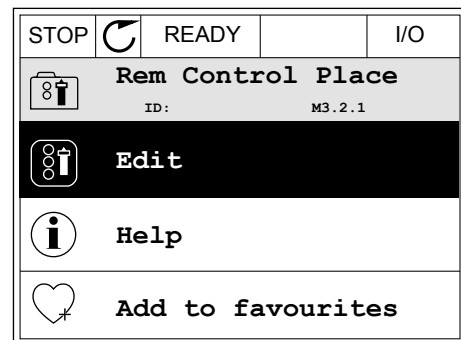 STOP READY I/O
Rem Control Place
ID: M3.2.1
Edit
Help
Add to favourites